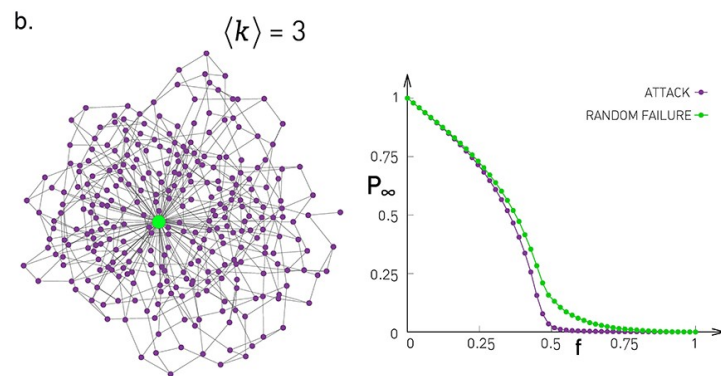 b.
⟨k⟩ = 3
ATTACK
RANDOM FAILURE
1
0.75
P∞
0.5
0.25
0
0 0.25 0.5 0.75 1
f